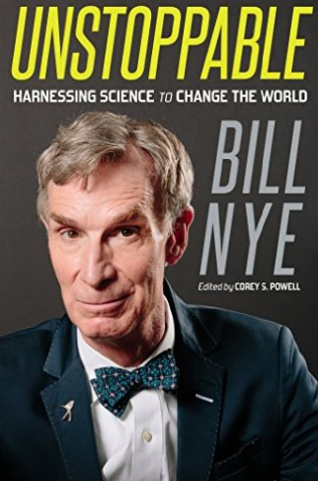 UNSTOPPABLE
HARNESSING SCIENCE TO CHANGE THE WORLD
BILL
NYE
Edited by COREY S. POWELL